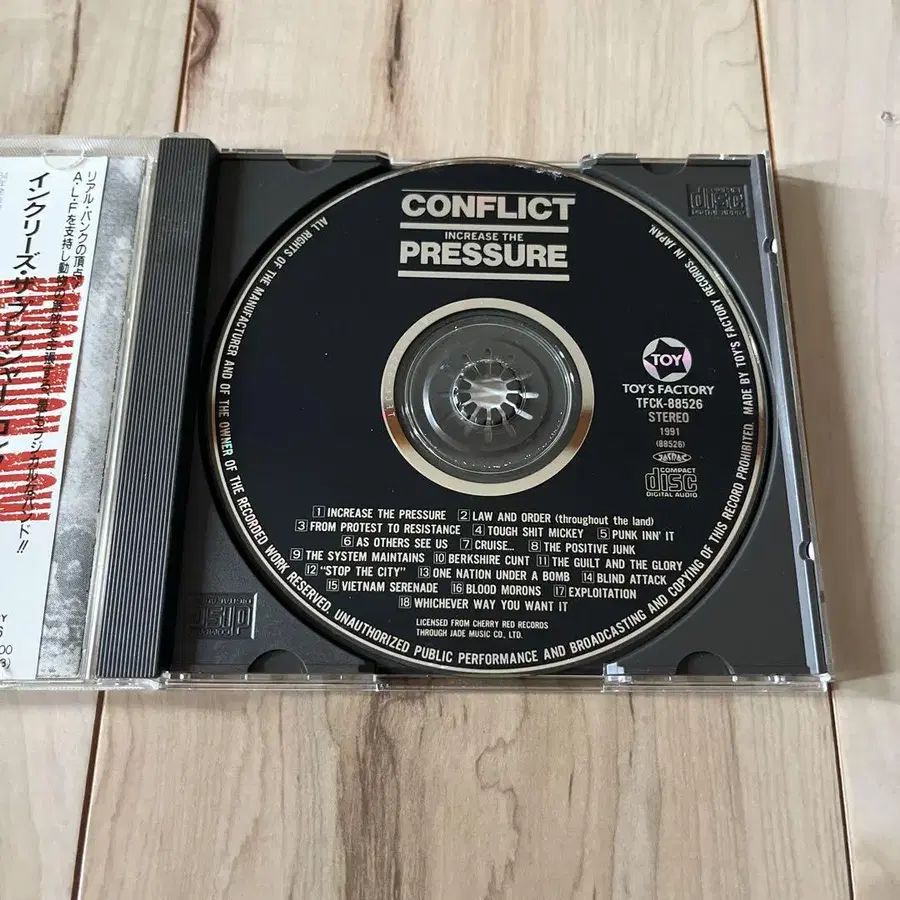 リアル・パンクの頂点
A.L.Fを支持し動
インクリーズ・ザ・プレッシャー
CONFLICT
INCREASE THE
PRESSURE
TOY
TOY'S FACTORY
TFCK-88526
STEREO
1991
(88526)
COMPACT
disc
DIGITAL AUDIO
1 INCREASE THE PRESSURE 2 LAW AND ORDER (throughout the land)
3 FROM PROTEST TO RESISTANCE 4 TOUGH SHIT MICKEY 5 PUNK INN' IT
6 AS OTHERS SEE US 7 CRUISE... 8 THE POSITIVE JUNK
9 THE SYSTEM MAINTAINS 10 BERKSHIRE CUNT 11 THE GUILT AND THE GLORY
12 "STOP THE CITY" 13 ONE NATION UNDER A BOMB 14 BLIND ATTACK
15 VIETNAM SERENADE 16 BLOOD MORONS 17 EXPLOITATION
18 WHICHEVER WAY YOU WANT IT
LICENSED FROM CHERRY RED RECORDS
THROUGH JADE MUSIC CO., LTD.
ALL RIGHTS OF THE MANUFACTURER AND OF THE OWNER OF THE RECORDED WORK RESERVED. UNAUTHORIZED PUBLIC PERFORMANCE AND BROADCASTING AND COPYING OF THIS RECORD PROHIBITED. MADE BY TOY'S FACTORY RECORDS. IN JAPAN.
COMPACT
disc
DIGITAL AUDIO
COMPACT
disc
DIGITAL AUDIO